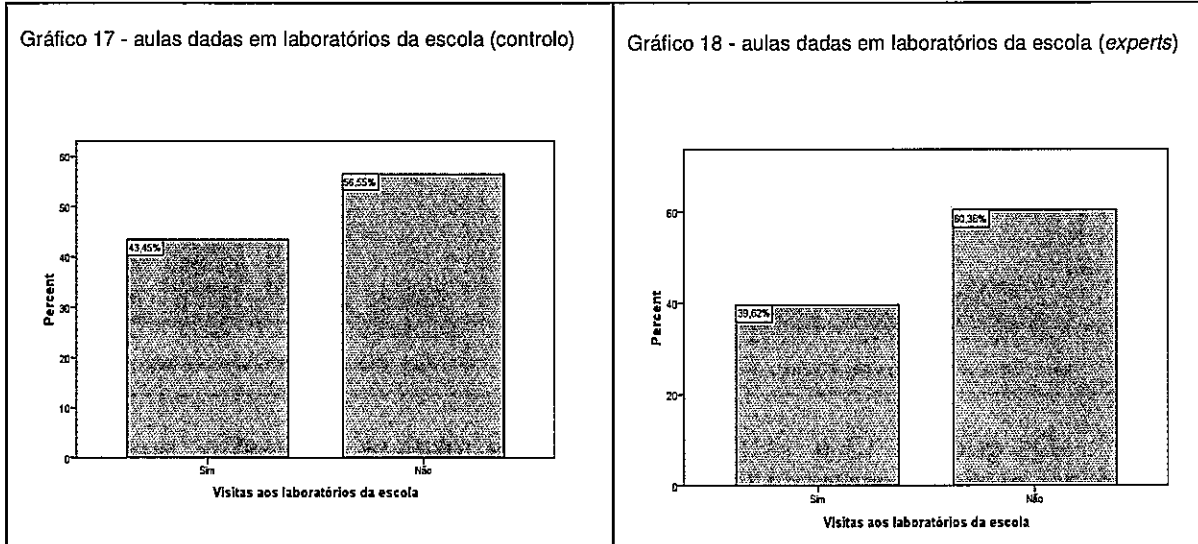 Gráfico 17 - aulas dadas em laboratórios da escola (controlo)
60
50
40
30
20
10
0
Percent
43,45%
56,55%
Sim
Não
Visitas aos laboratórios da escola
Gráfico 18 - aulas dadas em laboratórios da escola (experts)
60
40
20
0
Percent
39,62%
60,38%
Sim
Não
Visitas aos laboratórios da escola